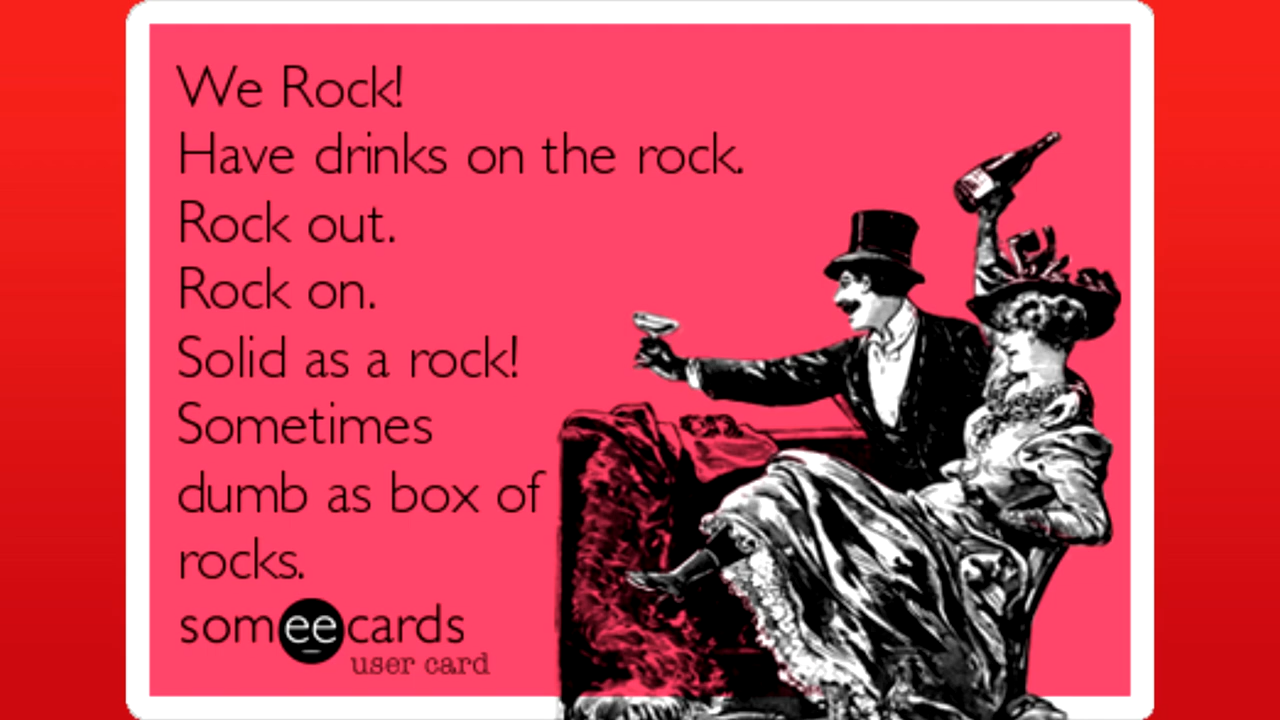 We Rock!
Have drinks on the rock.
Rock out.
Rock on.
Solid as a rock!
Sometimes
dumb as box of
rocks.
someecards
user card